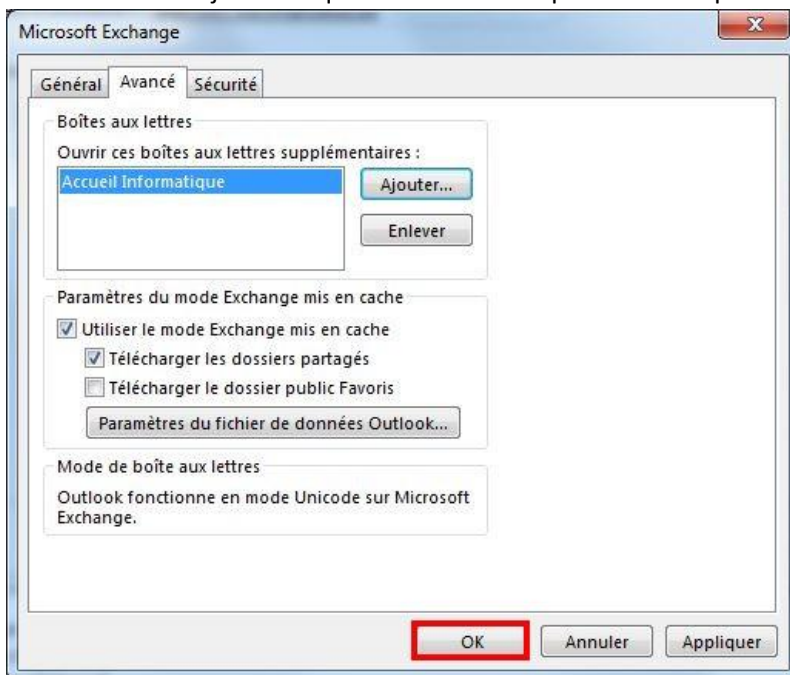 Microsoft Exchange
Général Avancé Sécurité
Boîtes aux lettres
Ouvrir ces boîtes aux lettres supplémentaires :
Accueil Informatique
Ajouter...
Enlever
Paramètres du mode Exchange mis en cache
Utiliser le mode Exchange mis en cache
Télécharger les dossiers partagés
Télécharger le dossier public Favoris
Paramètres du fichier de données Outlook...
Mode de boîte aux lettres
Outlook fonctionne en mode Unicode sur Microsoft
Exchange.
OK Annuler Appliquer